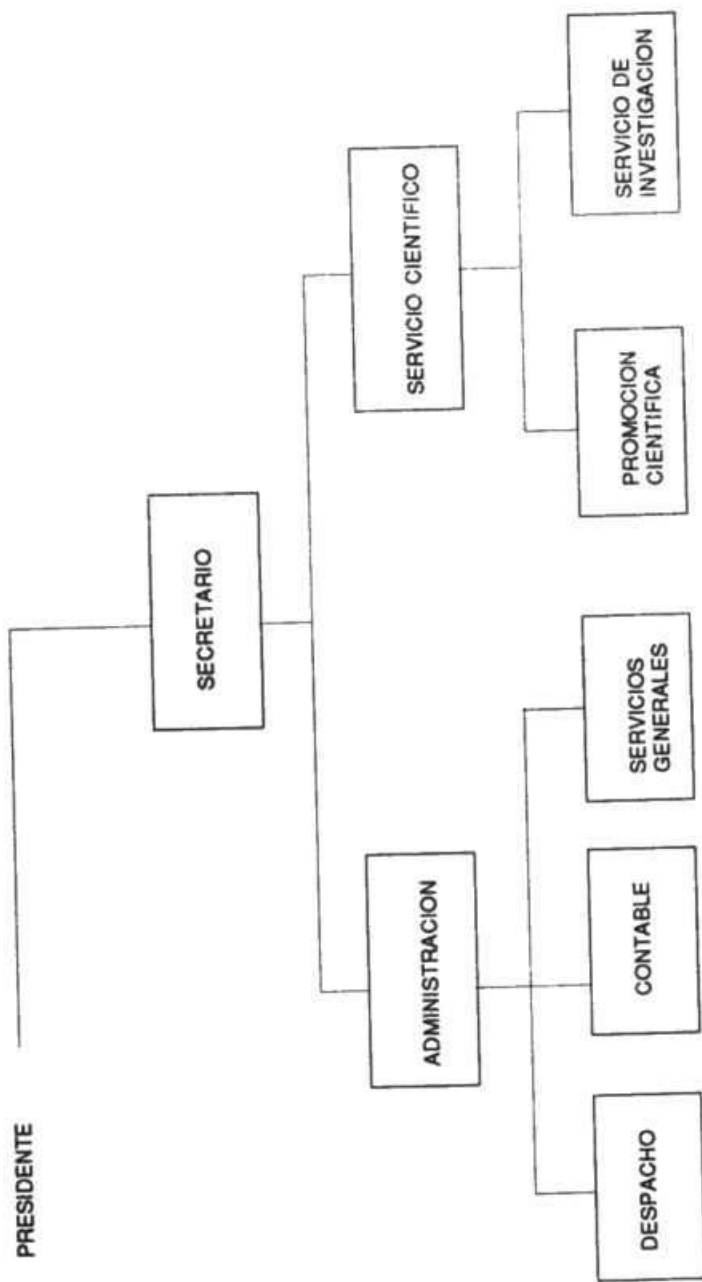 PRESIDENTE
SECRETARIO
ADMINISTRACION
SERVICIO CIENTIFICO
DESPACHO
CONTABLE
SERVICIOS
GENERALES
PROMOCION
CIENTIFICA
SERVICIO DE
INVESTIGACION